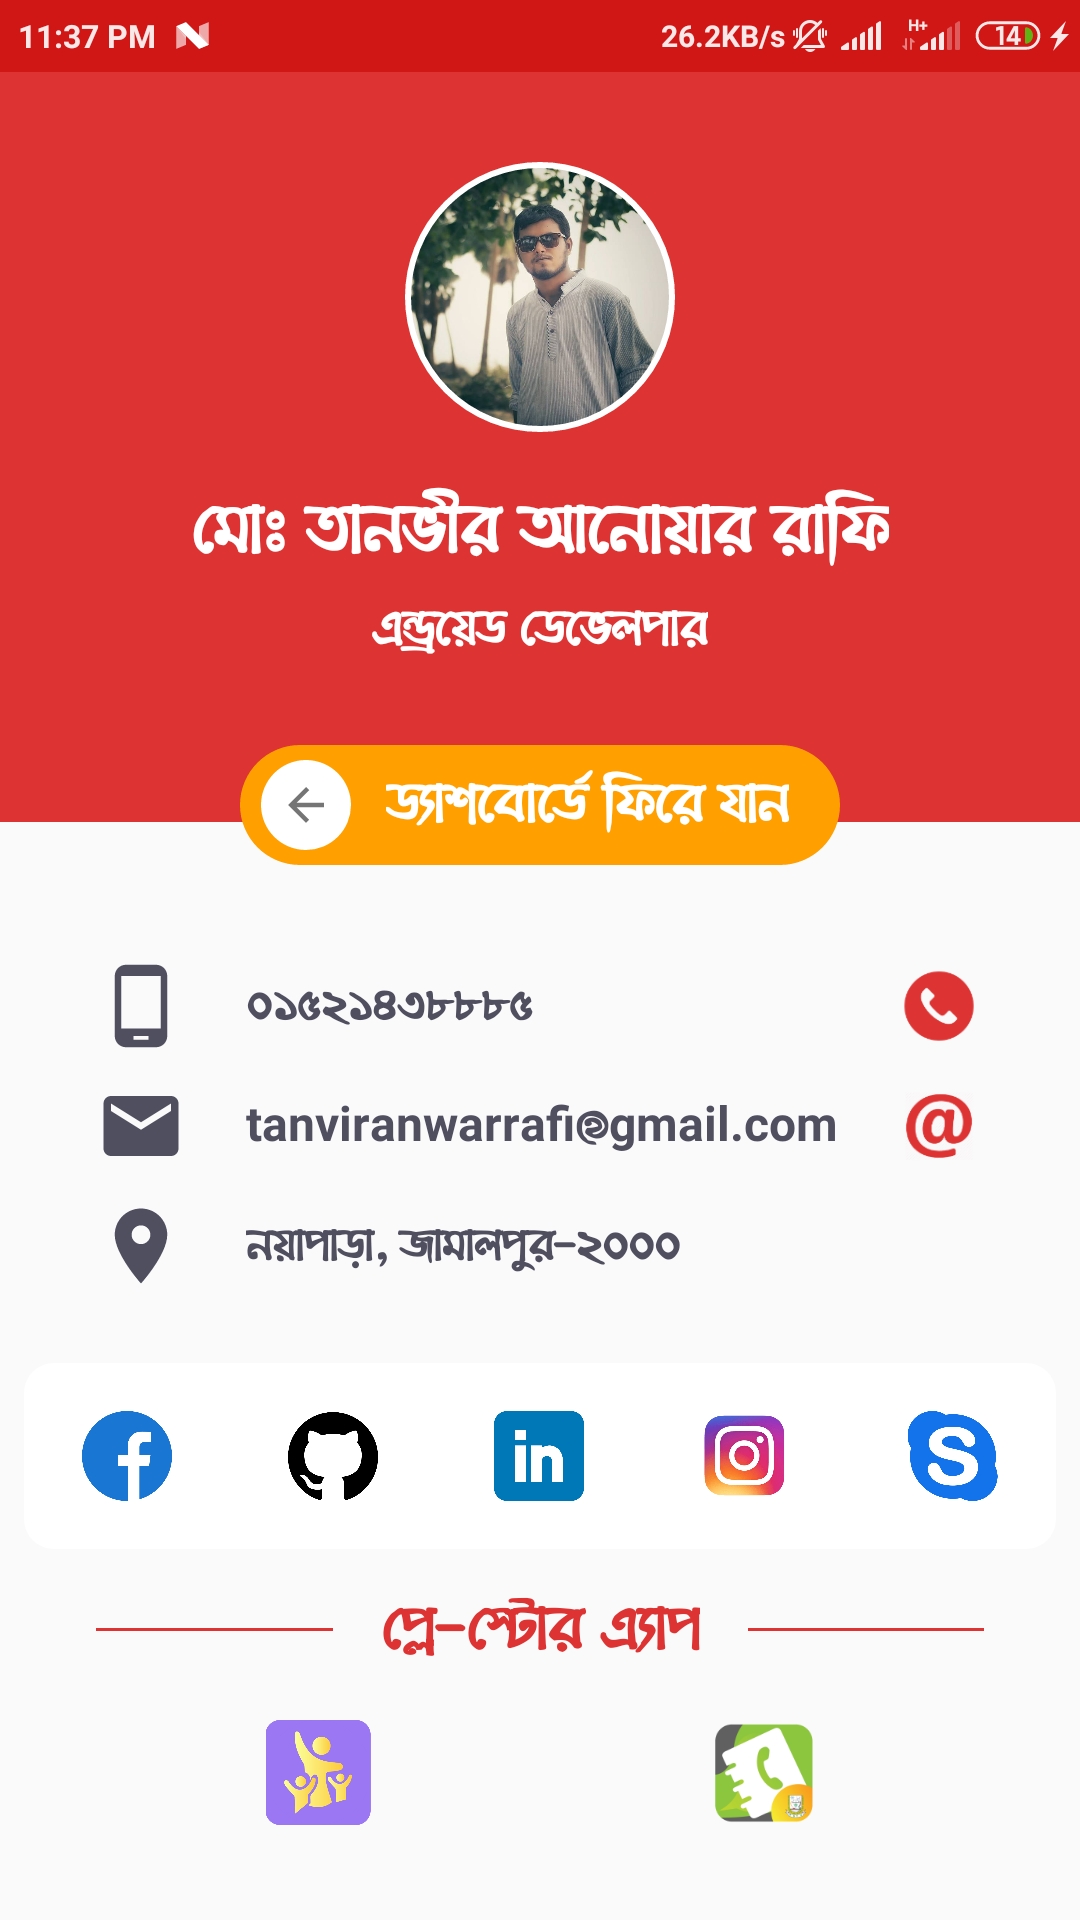 11:37 PM 26.2KB/s H+ 14
মোঃ তানভীর আনোয়ার রাফি
এন্ড্রয়েড ডেভেলপার
ড্যাশবোর্ডে ফিরে যান
০১৫২১৪৩৮৮৮৫
tanviranwarrafi@gmail.com
নয়াপাড়া, জামালপুর-২০০০
প্লে-স্টোর এ্যাপ